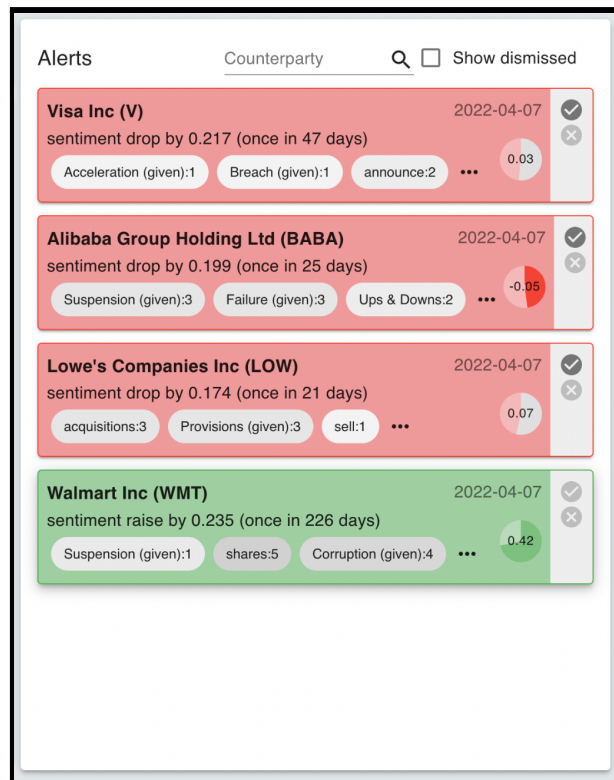 Alerts Counterparty Show dismissed
Visa Inc (V) 2022-04-07
sentiment drop by 0.217 (once in 47 days)
Acceleration (given):1 Breach (given):1 announce:2 ••• 0.03
Alibaba Group Holding Ltd (BABA) 2022-04-07
sentiment drop by 0.199 (once in 25 days)
Suspension (given):3 Failure (given):3 Ups & Downs:2 ••• -0.05
Lowe's Companies Inc (LOW) 2022-04-07
sentiment drop by 0.174 (once in 21 days)
acquisitions:3 Provisions (given):3 sell:1 ••• 0.07
Walmart Inc (WMT) 2022-04-07
sentiment raise by 0.235 (once in 226 days)
Suspension (given):1 shares:5 Corruption (given):4 ••• 0.42